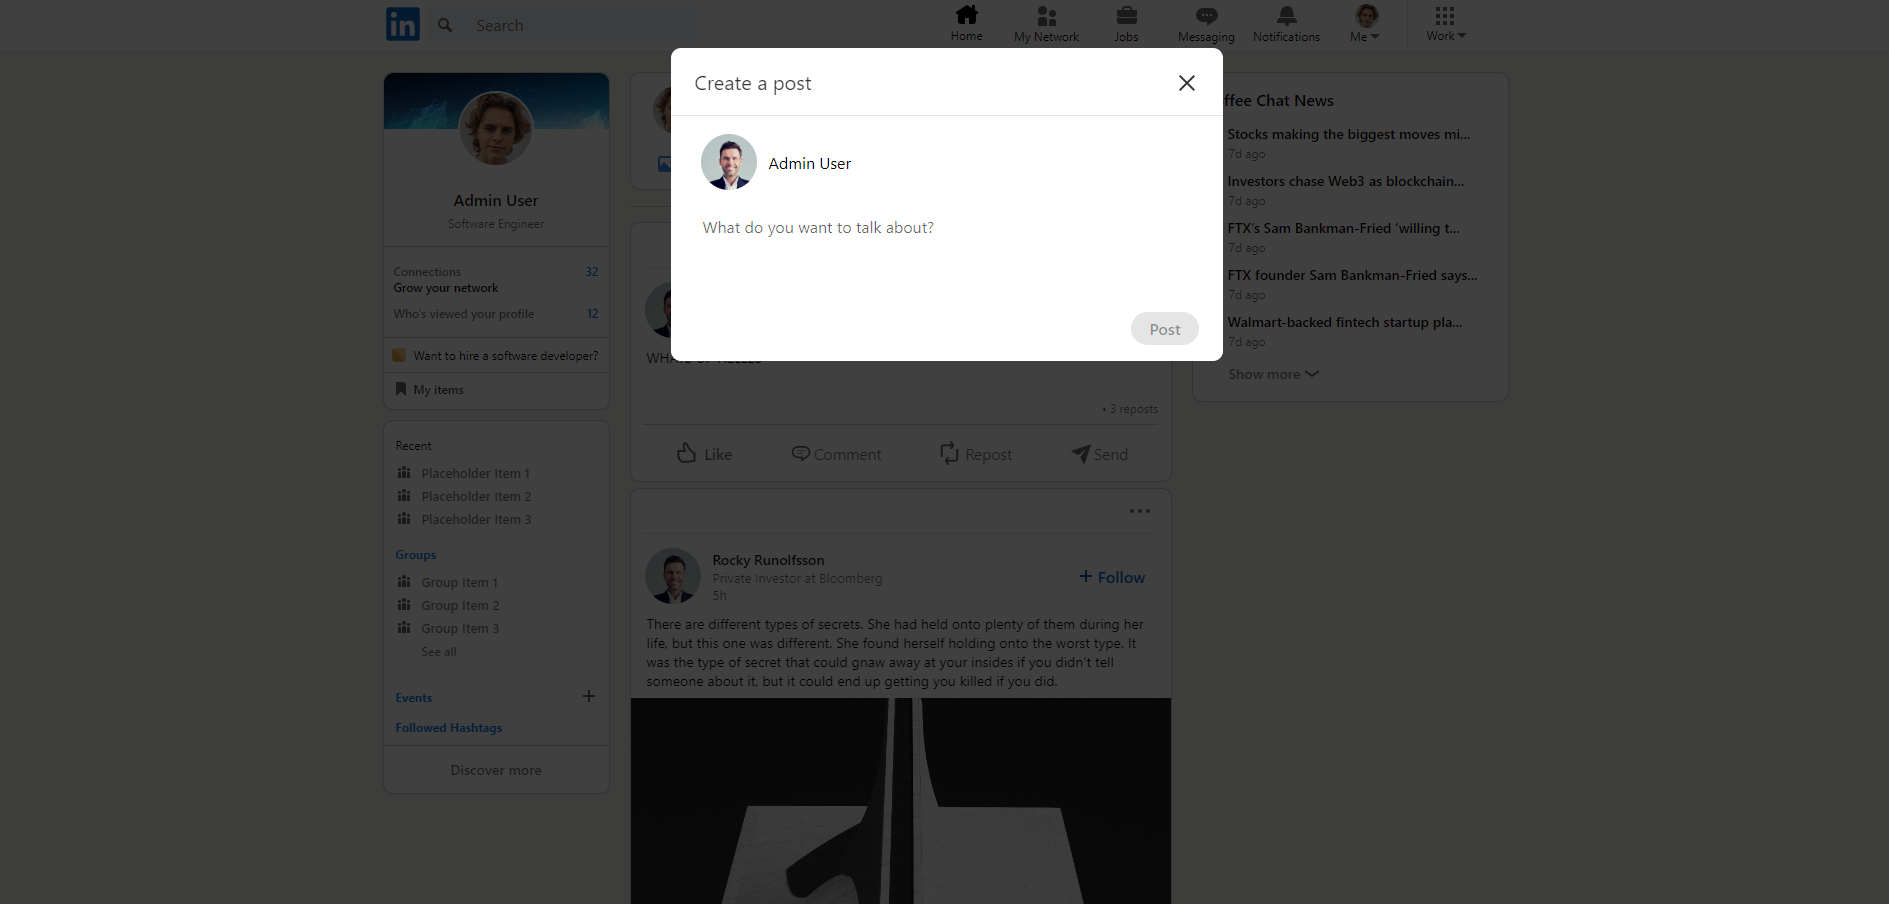 in
Search
Home
My Network
Jobs
Messaging
Notifications
Me
Work
Create a post
Admin User
What do you want to talk about?
Post
Admin User
Software Engineer
Connections 32
Grow your network
Who's viewed your profile 12
Want to hire a software developer?
My items
Recent
Placeholder Item 1
Placeholder Item 2
Placeholder Item 3
Groups
Group Item 1
Group Item 2
Group Item 3
See all
Events
Followed Hashtags
Discover more
• 3 reposts
Like
Comment
Repost
Send
Rocky Runolfsson
Private Investor at Bloomberg
5h
+ Follow
There are different types of secrets. She had held onto plenty of them during her
life, but this one was different. She found herself holding onto the worst type. It
was the type of secret that could gnaw away at your insides if you didn't tell
someone about it, but it could end up getting you killed if you did.
ffee Chat News
Stocks making the biggest moves mi...
7d ago
Investors chase Web3 as blockchain...
7d ago
FTX's Sam Bankman-Fried 'willing t...
7d ago
FTX founder Sam Bankman-Fried says...
7d ago
Walmart-backed fintech startup pla...
7d ago
Show more